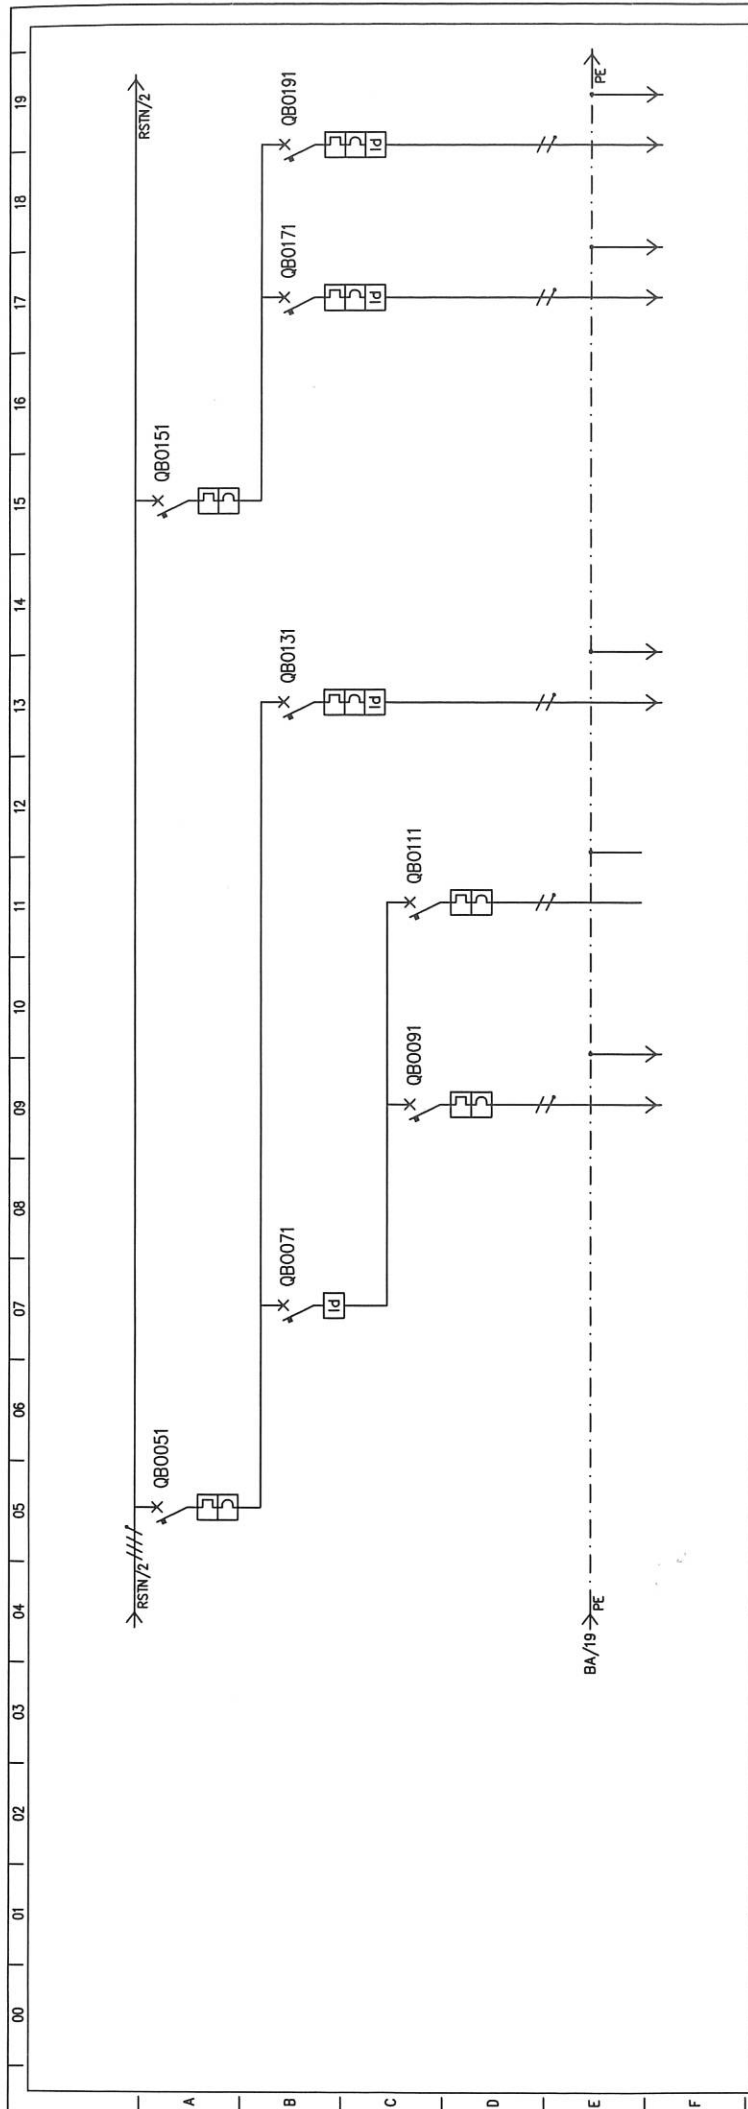 00 01 02 03 04 05 06 07 08 09 10 11 12 13 14 15 16 17 18 19
A
B
C
D
E
F
RSTN/2
RSTN/2
QB0051
QB0151
QB0071
QB0131
QB0171
QB0191
Id
Id
Id
Id
QB0091
QB0111
BA/19
PE
PE